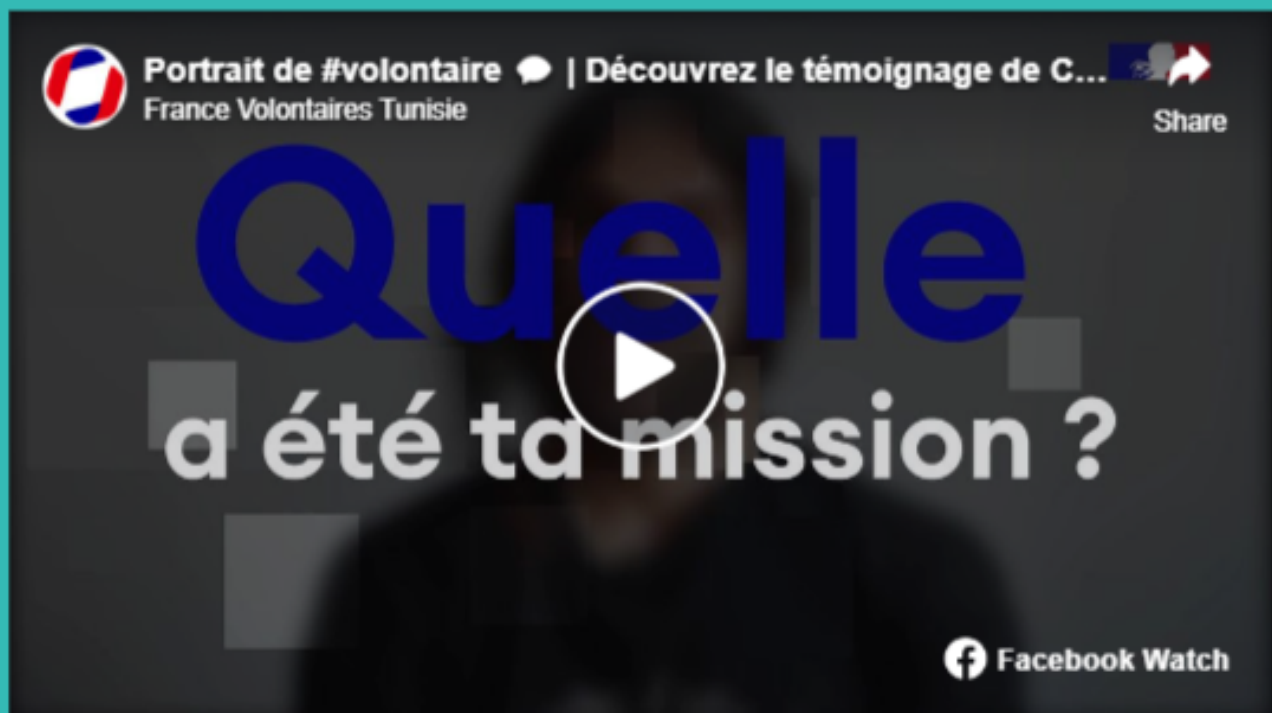 Portrait de #volontaire 💬 | Découvrez le témoignage de C...
France Volontaires Tunisie
Share
Quelle
a été ta mission ?
Facebook Watch